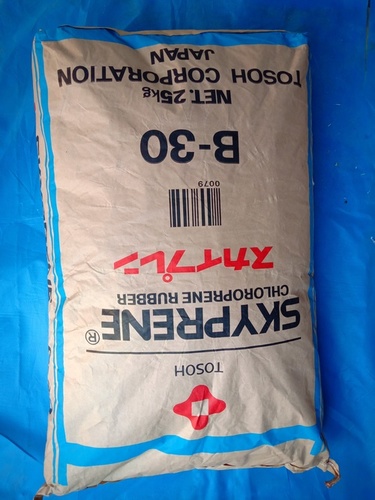 TOSOH
SKYPRENE®
CHLOROPRENE RUBBER
スカイプレン
0079
B-30
NET.25kg
TOSOH CORPORATION
JAPAN